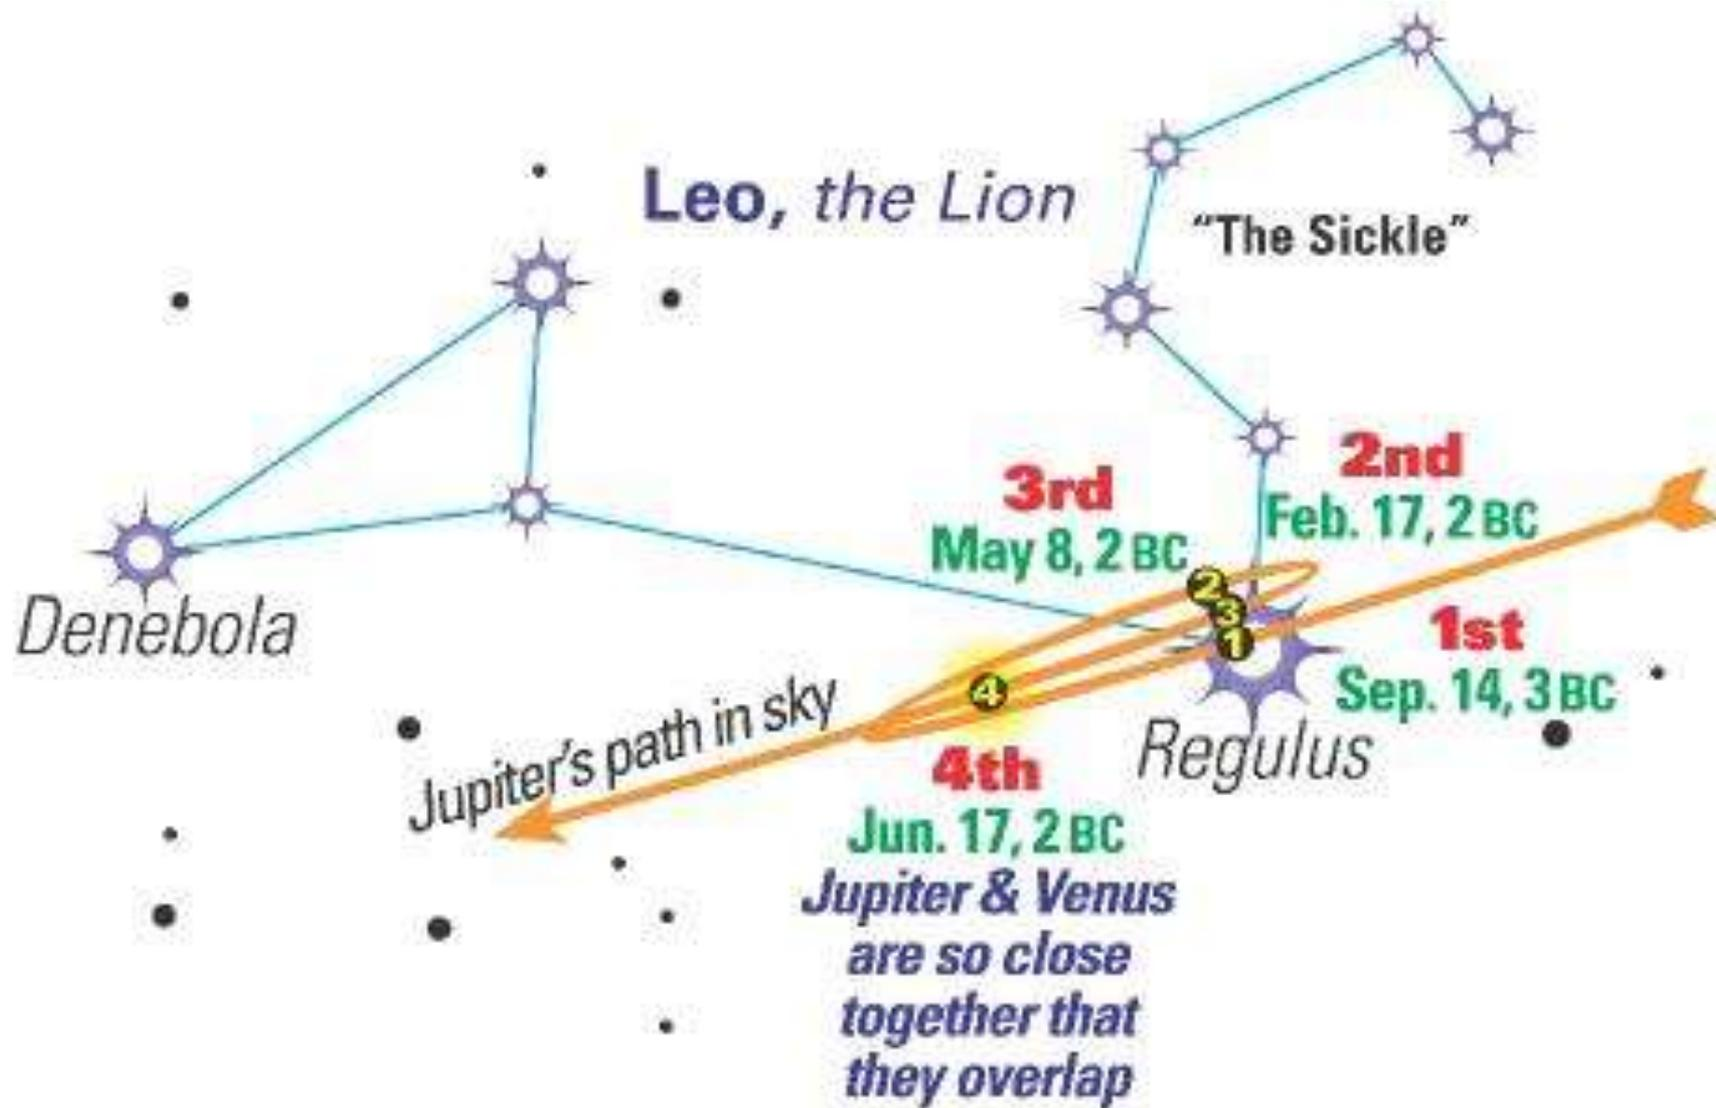 Leo, the Lion
“The Sickle”
3rd
May 8, 2 BC
2nd
Feb. 17, 2 BC
2
3
1
1st
Sep. 14, 3 BC
Denebola
4
Jupiter's path in sky
Regulus
4th
Jun. 17, 2 BC
Jupiter & Venus
are so close
together that
they overlap